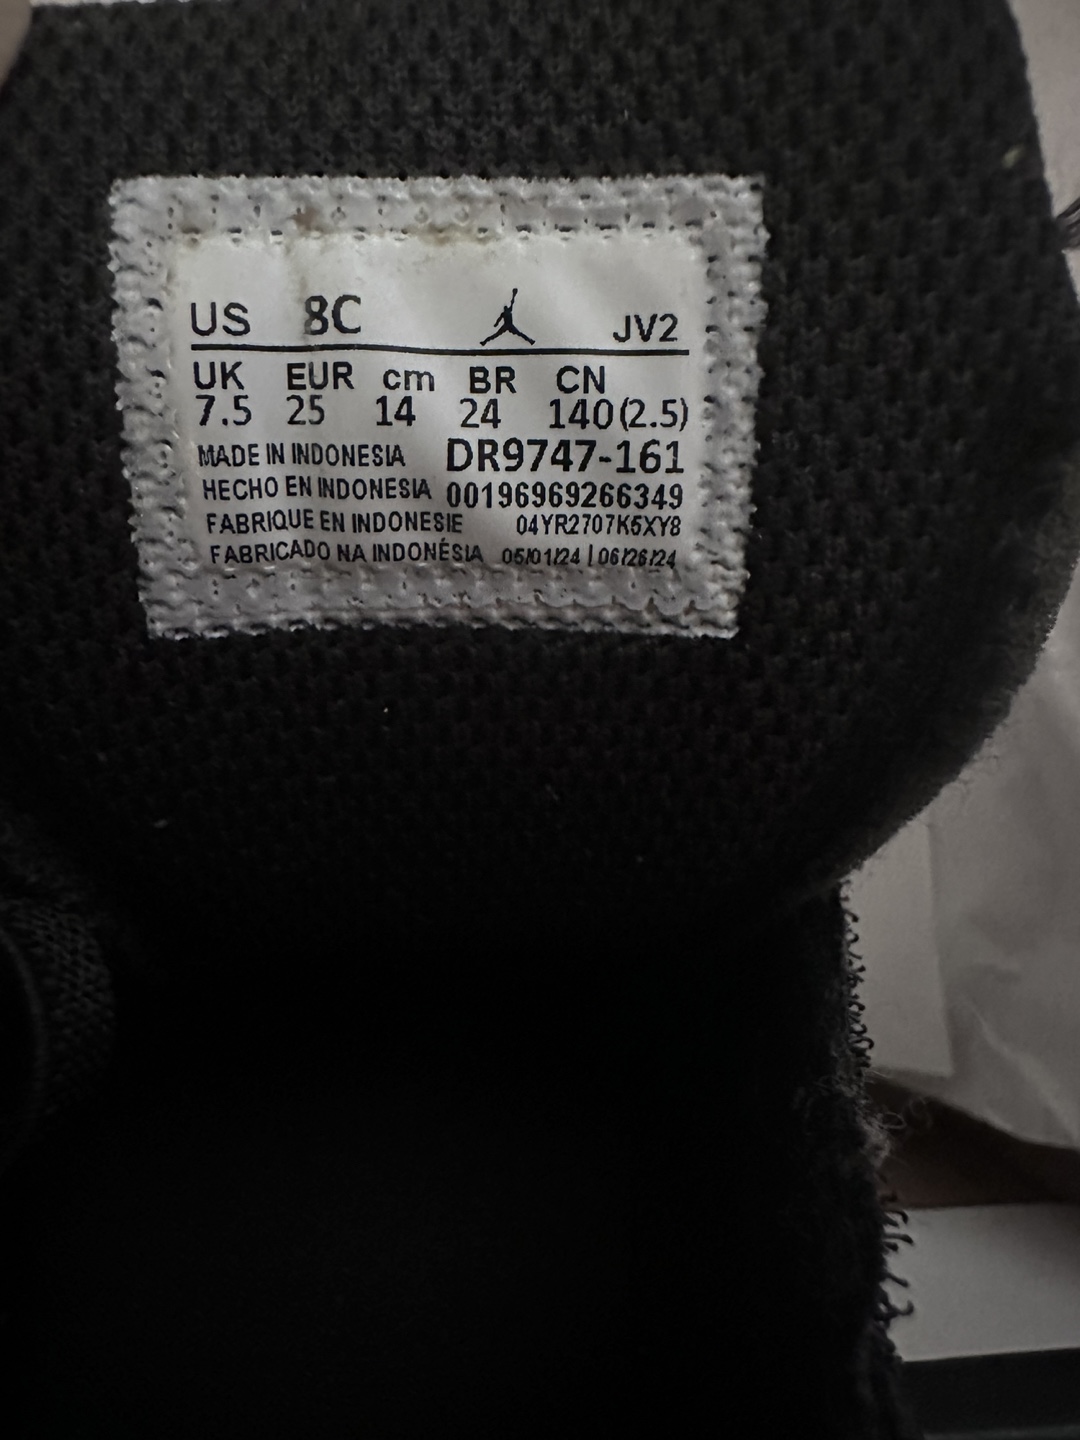 US 8C JV2
UK EUR cm BR CN
7.5 25 14 24 140(2.5)
MADE IN INDONESIA DR9747-161
HECHO EN INDONESIA 00196969266349
FABRIQUE EN INDONESIE 04YR2707K5XY8
FABRICADO NA INDONÉSIA 05/01/24 | 06/26/24